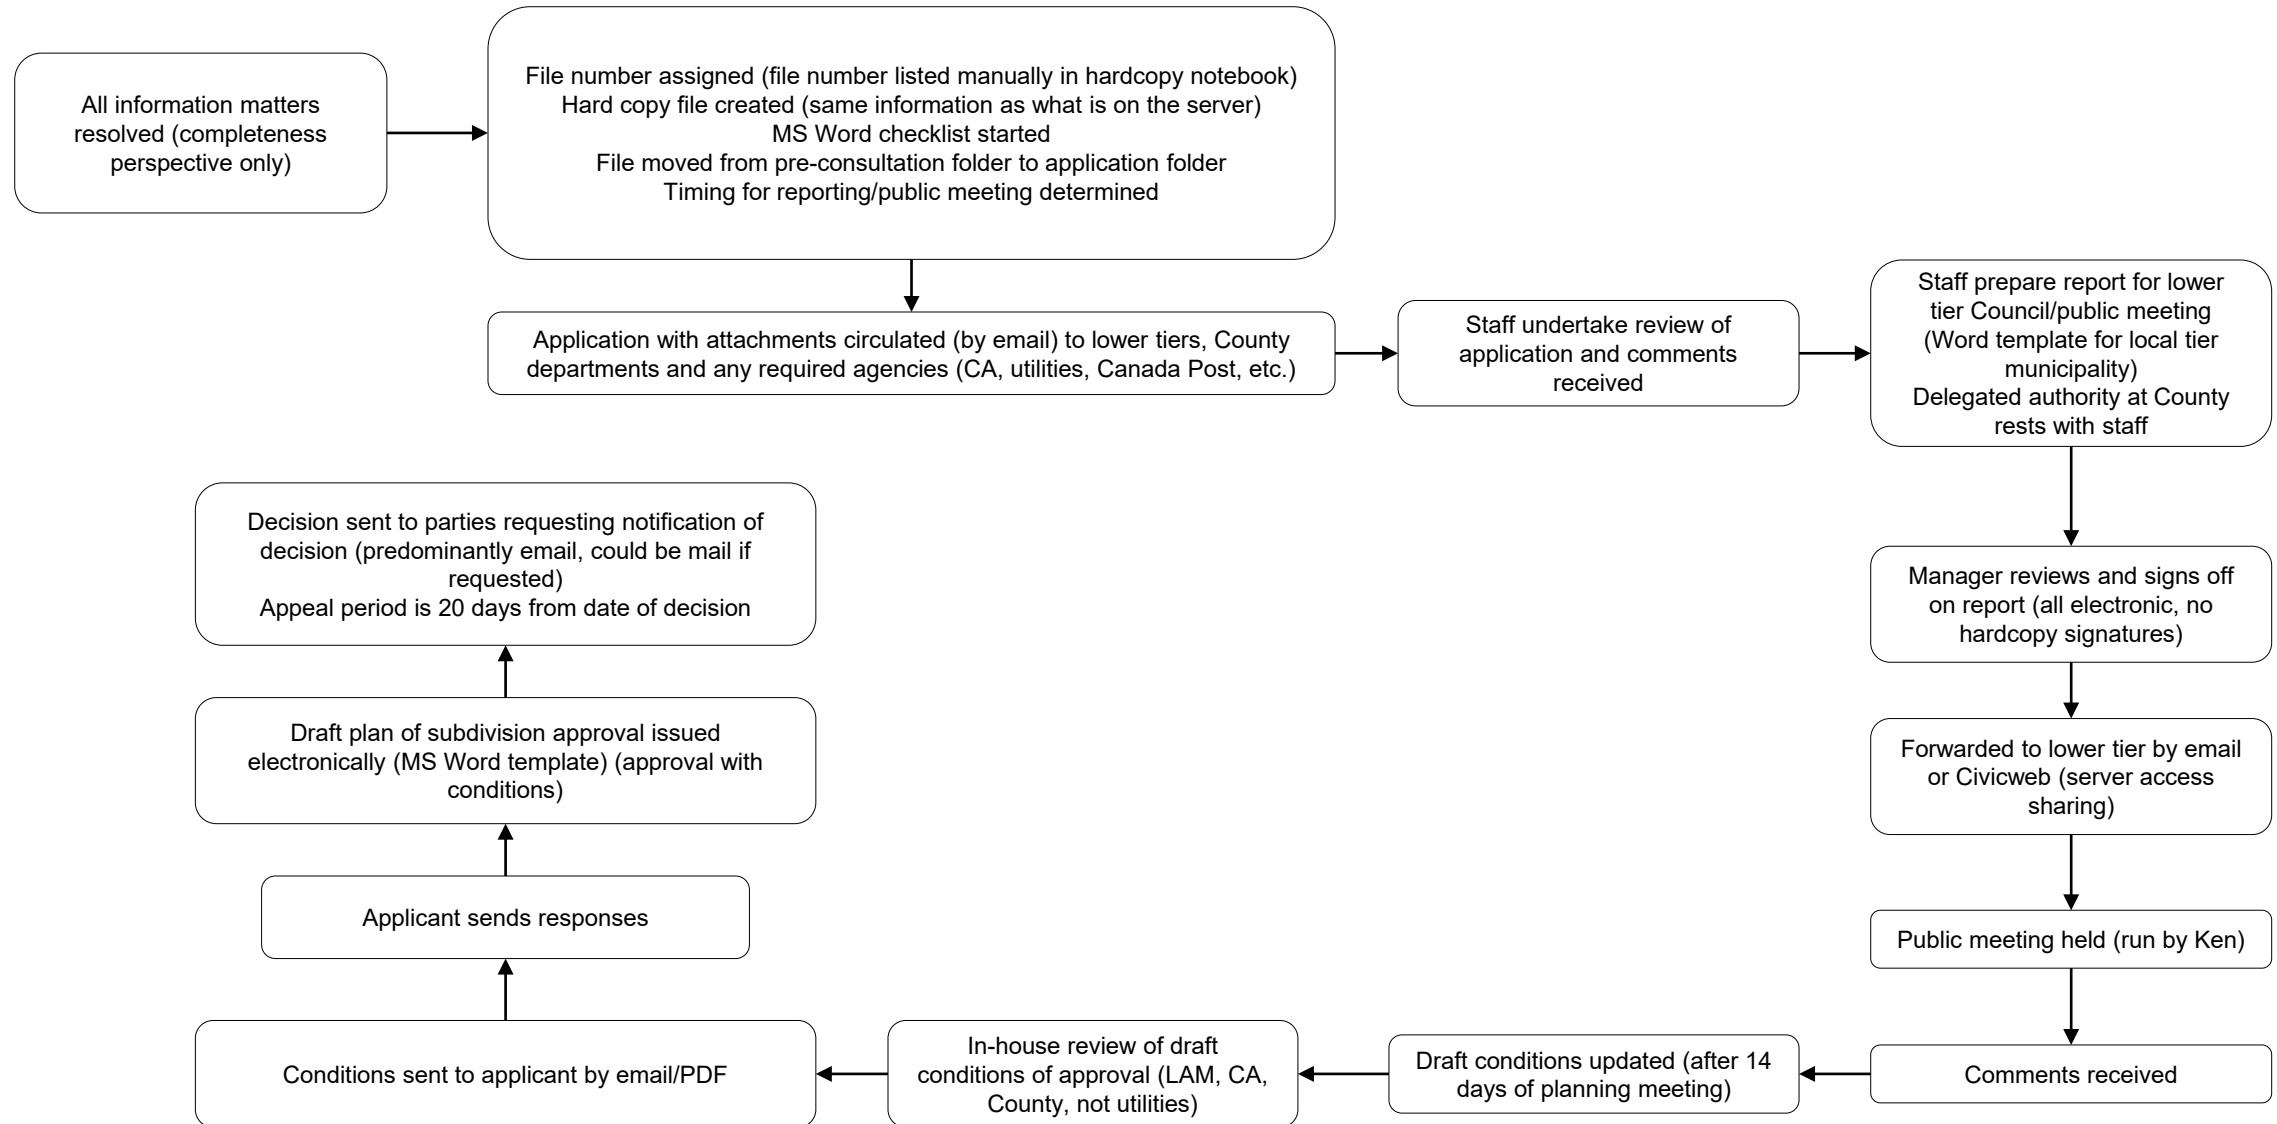 All information matters
resolved (completeness
perspective only)
File number assigned (file number listed manually in hardcopy notebook)
Hard copy file created (same information as what is on the server)
MS Word checklist started
File moved from pre-consultation folder to application folder
Timing for reporting/public meeting determined
Application with attachments circulated (by email) to lower tiers, County
departments and any required agencies (CA, utilities, Canada Post, etc.)
Staff undertake review of
application and comments
received
Staff prepare report for lower
tier Council/public meeting
(Word template for local tier
municipality)
Delegated authority at County
rests with staff
Manager reviews and signs off
on report (all electronic, no
hardcopy signatures)
Forwarded to lower tier by email
or Civicweb (server access
sharing)
Public meeting held (run by Ken)
Comments received
Draft conditions updated (after 14
days of planning meeting)
In-house review of draft
conditions of approval (LAM, CA,
County, not utilities)
Conditions sent to applicant by email/PDF
Applicant sends responses
Draft plan of subdivision approval issued
electronically (MS Word template) (approval with
conditions)
Decision sent to parties requesting notification of
decision (predominantly email, could be mail if
requested)
Appeal period is 20 days from date of decision